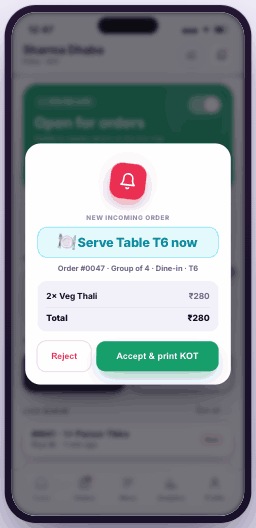 Sharma Dhaba
Open for orders
NEW INCOMING ORDER
Serve Table T6 now
Order #0047 · Group of 4 · Dine-in · T6
2× Veg Thali ₹280
Total ₹280
Reject Accept & print KOT